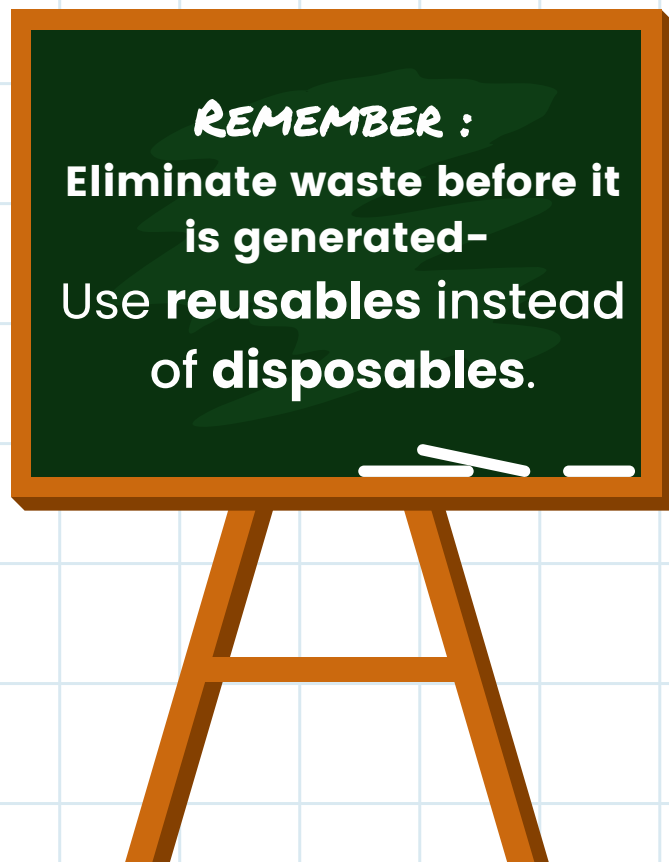 REMEMBER :
Eliminate waste before it
is generated-
Use reusables instead
of disposables.